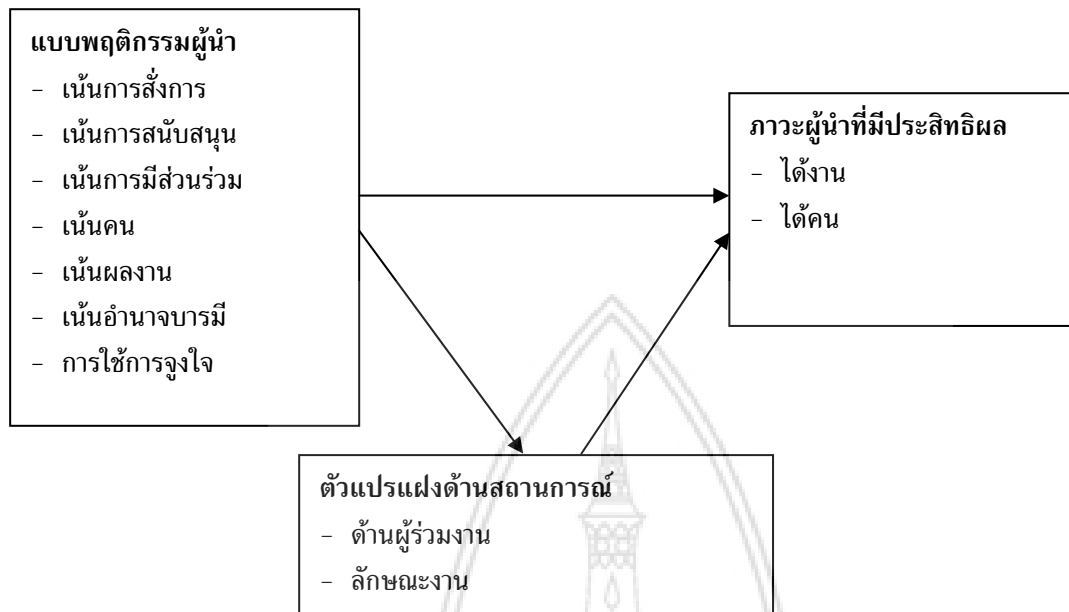 แบบพฤติกรรมผู้นำ
- เน้นการสั่งการ
- เน้นการสนับสนุน
- เน้นการมีส่วนร่วม
- เน้นคน
- เน้นผลงาน
- เน้นอำนาจบารมี
- การใช้การจูงใจ
ภาวะผู้นำที่มีประสิทธิผล
- ได้งาน
- ได้คน
ตัวแปรแฝงด้านสถานการณ์
- ด้านผู้ร่วมงาน
- ลักษณะงาน